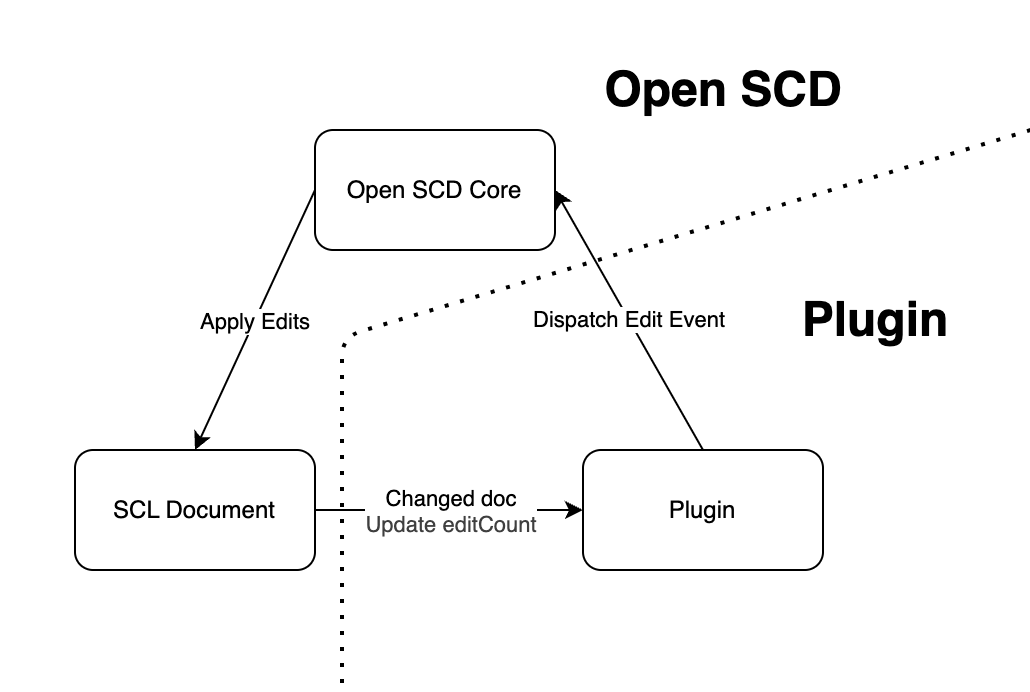 Open SCD
Open SCD Core
Plugin
Apply Edits
Dispatch Edit Event
SCL Document
Changed doc
Update editCount
Plugin